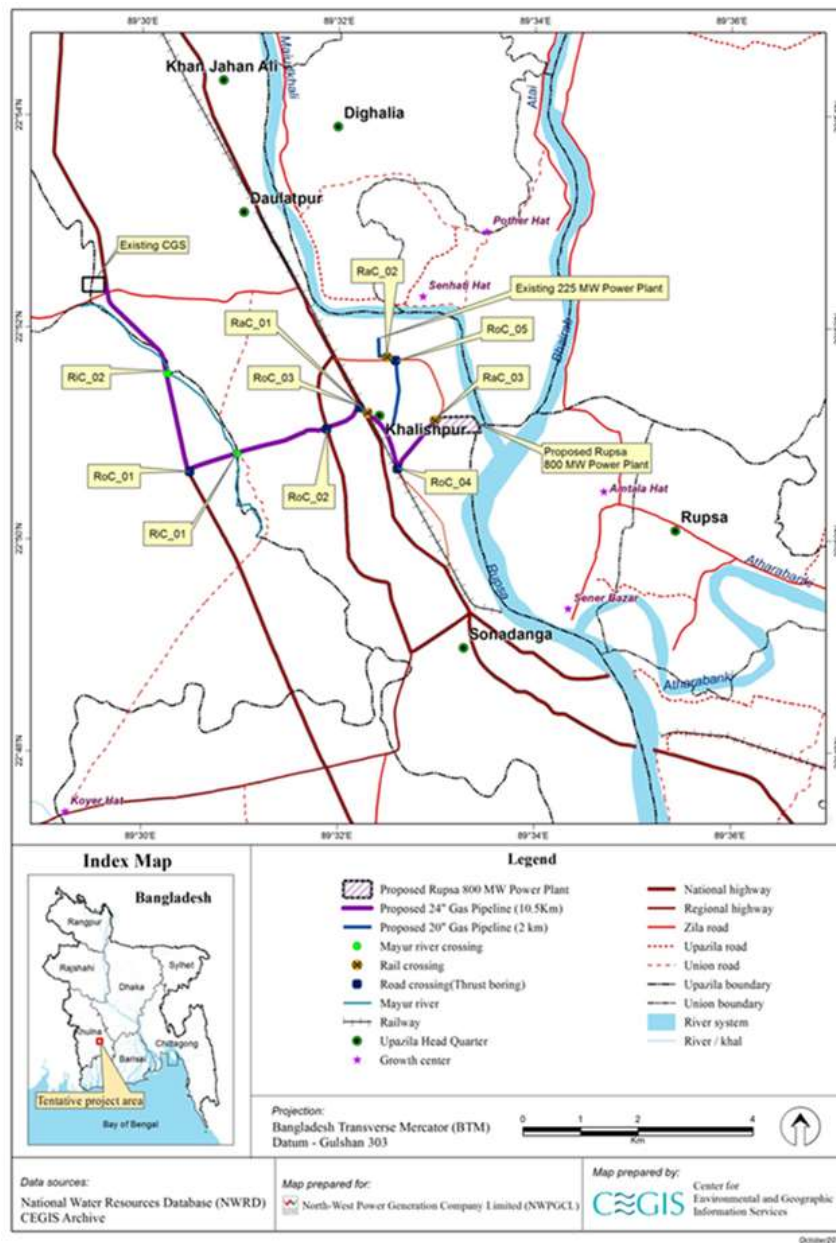 89°30'E
89°32'E
89°34'E
89°36'E
Khan Jahan Ali
Majurkhali
Dighalia
Atai
22°54'N
Daulatpur
Pother Hat
Existing CGS
RaC_02
Senhati Hat
Existing 225 MW Power Plant
22°52'N
RaC_01
RoC_05
Bhairab
RiC_02
RoC_03
RaC_03
Khalishpur
Proposed Rupsa
800 MW Power Plant
RoC_01
RoC_02
RoC_04
Amtala Hat
RiC_01
Rupsa
22°50'N
Atharabanki
Rupsa
Sener Bazar
Sonadanga
Atharabanki
22°48'N
Koyer Hat
89°30'E
89°32'E
89°34'E
89°36'E
Index Map
Bangladesh
Rangpur
Rajshahi
Sylhet
Dhaka
Khulna
Barisal
Chittagong
Tentative project area
Bay of Bengal
Legend
Proposed Rupsa 800 MW Power Plant
Proposed 24" Gas Pipeline (10.5Km)
Proposed 20" Gas Pipeline (2 km)
Mayur river crossing
Rail crossing
Road crossing(Thrust boring)
Mayur river
Railway
Upazila Head Quarter
Growth center
National highway
Regional highway
Zila road
Upazila road
Union road
Upazila boundary
Union boundary
River system
River / khal
Projection:
Bangladesh Transverse Mercator (BTM)
Datum - Gulshan 303
0 1 2 4
Km
Data sources:
National Water Resources Database (NWRD)
CEGIS Archive
Map prepared for:
North-West Power Generation Company Limited (NWPGCL)
Map prepared by:
CEGIS
Center for
Environmental and Geographic
Information Services